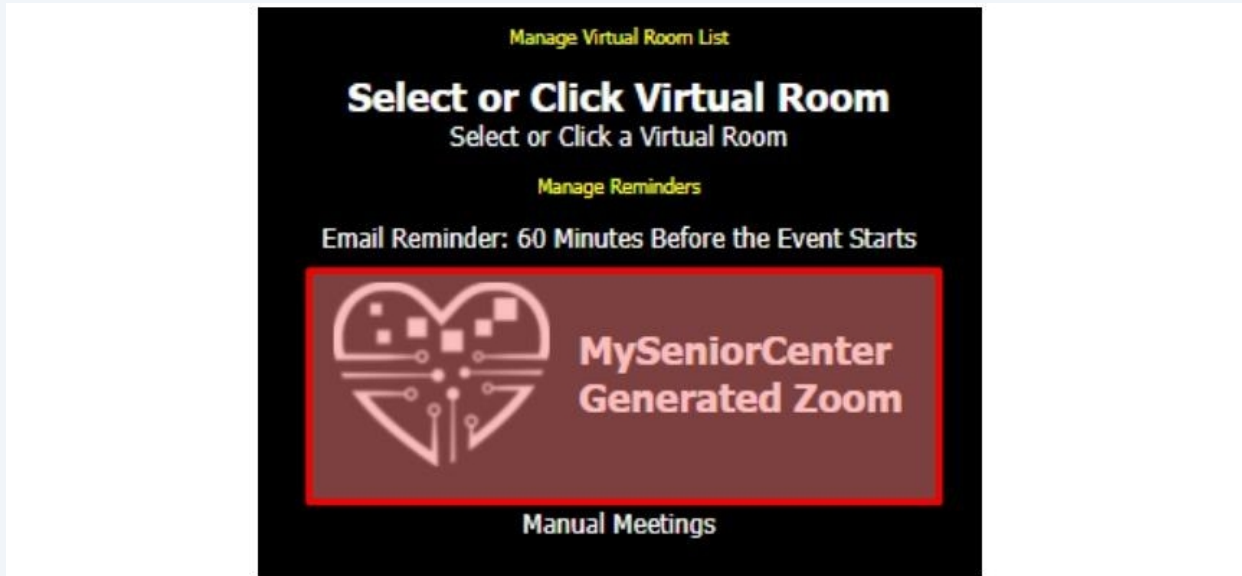 Manage Virtual Room List
Select or Click Virtual Room
Select or Click a Virtual Room
Manage Reminders
Email Reminder: 60 Minutes Before the Event Starts
MySeniorCenter
Generated Zoom
Manual Meetings